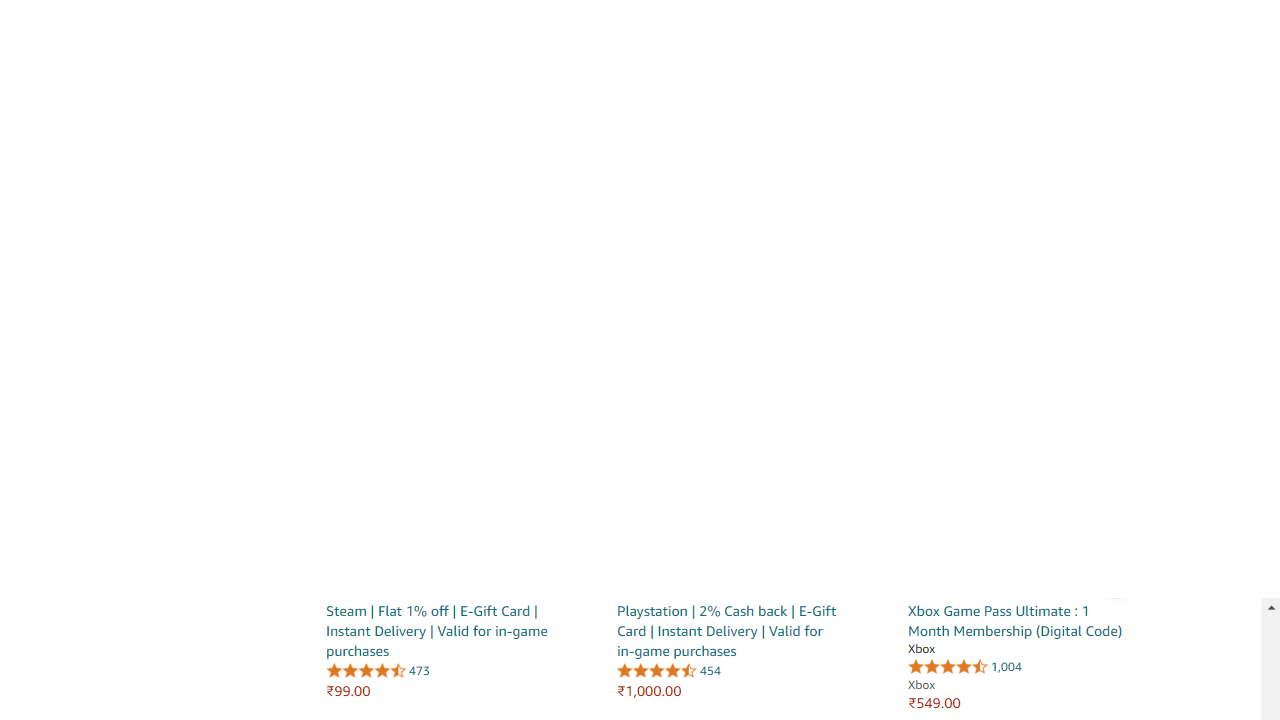 Steam | Flat 1% off | E-Gift Card |
Instant Delivery | Valid for in-game
purchases
473
₹99.00
Playstation | 2% Cash back | E-Gift
Card | Instant Delivery | Valid for
in-game purchases
454
₹1,000.00
Xbox Game Pass Ultimate : 1
Month Membership (Digital Code)
Xbox
1,004
Xbox
₹549.00